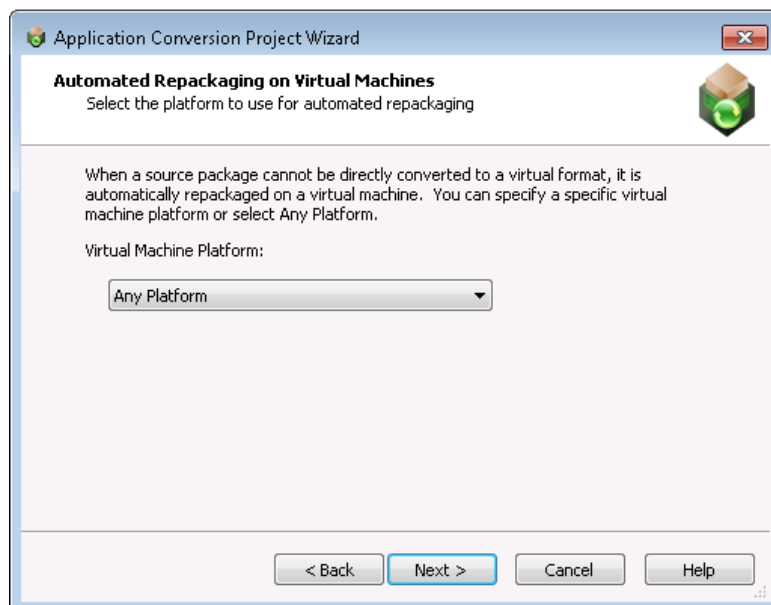 Application Conversion Project Wizard
Automated Repackaging on Virtual Machines
Select the platform to use for automated repackaging
When a source package cannot be directly converted to a virtual format, it is
automatically repackaged on a virtual machine.  You can specify a specific virtual
machine platform or select Any Platform.
Virtual Machine Platform:
Any Platform
< Back Next > Cancel Help